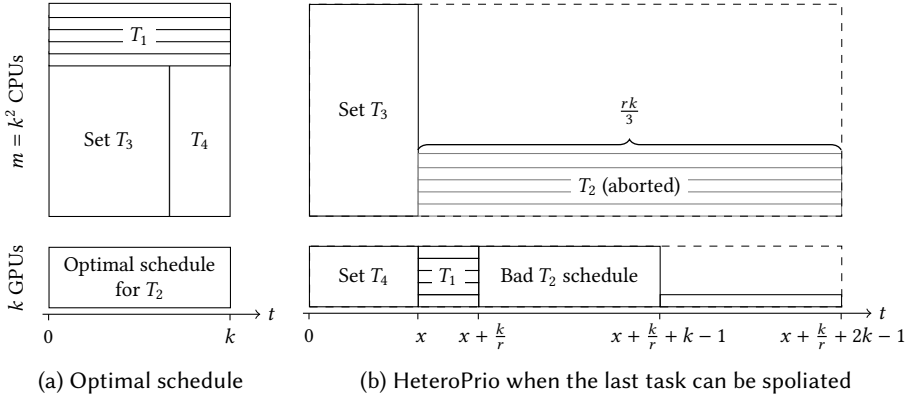 m = k² CPUs
T₁
Set T₃
T₄
k GPUs
Optimal schedule
for T₂
0
k
t
(a) Optimal schedule
Set T₃
rk/3
T₂ (aborted)
Set T₄
T₁
Bad T₂ schedule
t
0
x
x + k/r
x + k/r + k − 1
x + k/r + 2k − 1
(b) HeteroPrio when the last task can be spoliated